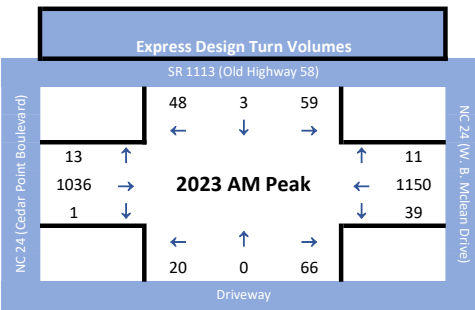 Express Design Turn Volumes
SR 1113 (Old Highway 58)
NC 24 (Cedar Point Boulevard)
NC 24 (W. B. Mclean Drive)
48 3 59
← ↓ →
13 ↑ ↑ 11
1036 → 2023 AM Peak ← 1150
1 ↓ ↓ 39
← ↑ →
20 0 66
Driveway